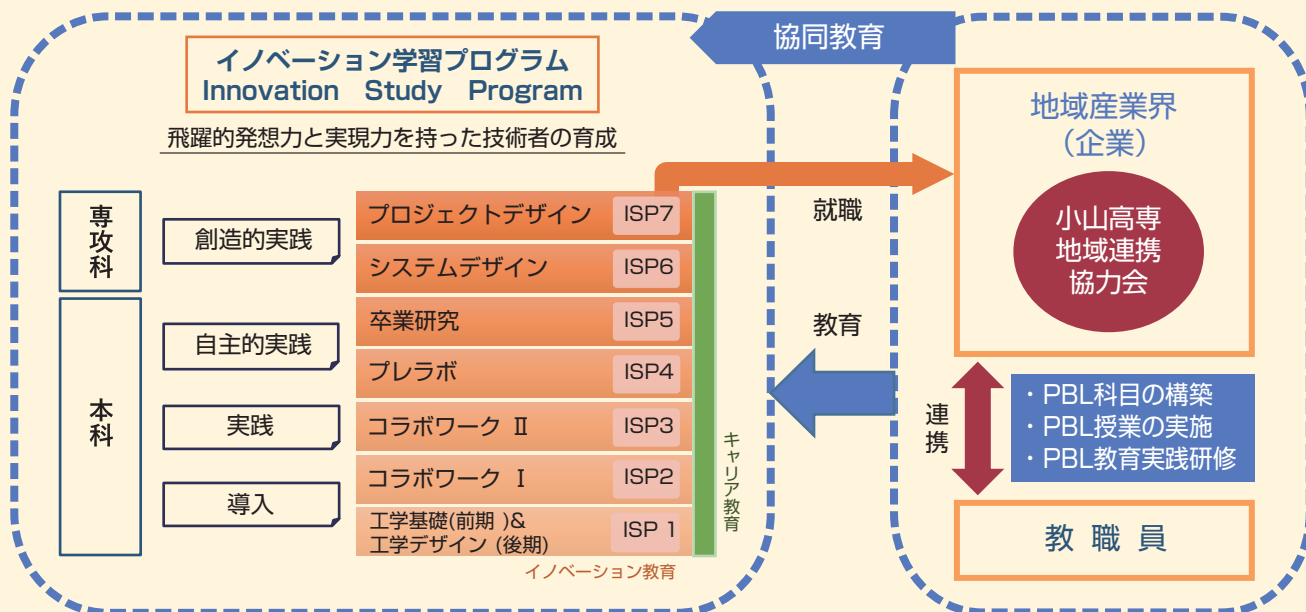 協同教育
イノベーション学習プログラム
Innovation Study Program
飛躍的発想力と実現力を持った技術者の育成
専攻科
本科
創造的実践
自主的実践
実践
導入
プロジェクトデザイン ISP7
システムデザイン ISP6
卒業研究 ISP5
プレラボ ISP4
コラボワーク Ⅱ ISP3
コラボワーク Ⅰ ISP2
工学基礎(前期 )&
工学デザイン (後期) ISP 1
イノベーション教育
キャリア教育
就職
教育
地域産業界
(企業)
小山高専
地域連携
協力会
連携
・PBL科目の構築
・PBL授業の実施
・PBL教育実践研修
教 職 員